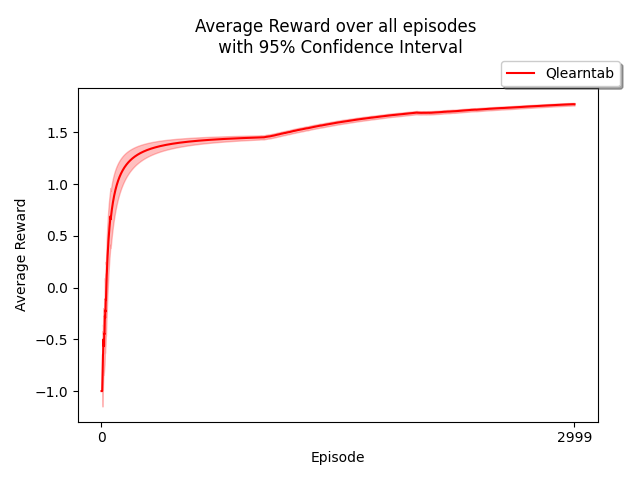 Average Reward over all episodes
with 95% Confidence Interval
Qlearntab
1.5
1.0
0.5
0.0
−0.5
−1.0
Average Reward
0
2999
Episode